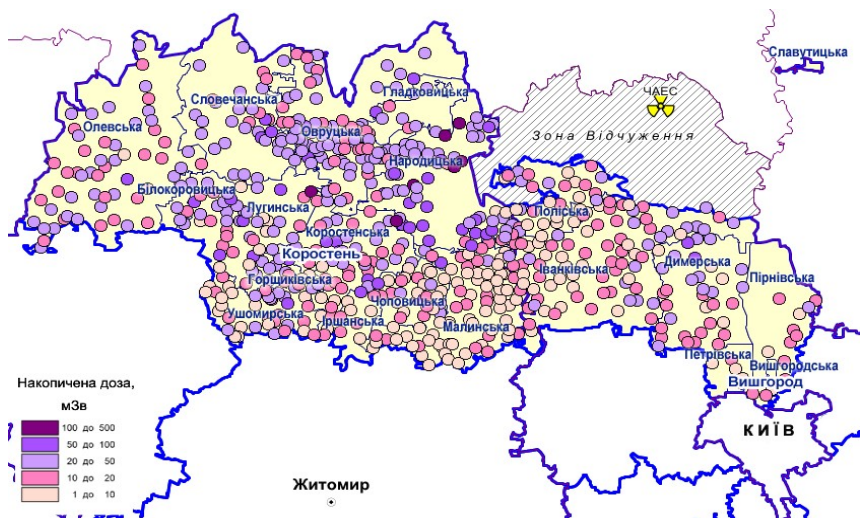 Славутицька
ЧАЕС
Гладковицька
Словечанська
Олевська
Овруцька
Зона Відчуження
Народицька
Білокоровицька
Лугинська
Поліська
Коростенська
Коростень
Димерська
Іванківська
Пірнівська
Горщиківська
Чоповицька
Ушомирська
Іршанська
Малинська
Петрівська
Вишгородська
Вишгород
Накопичена доза,
мЗв
100 до 500
50 до 100
20 до 50
10 до 20
1 до 10
КИЇВ
Житомир